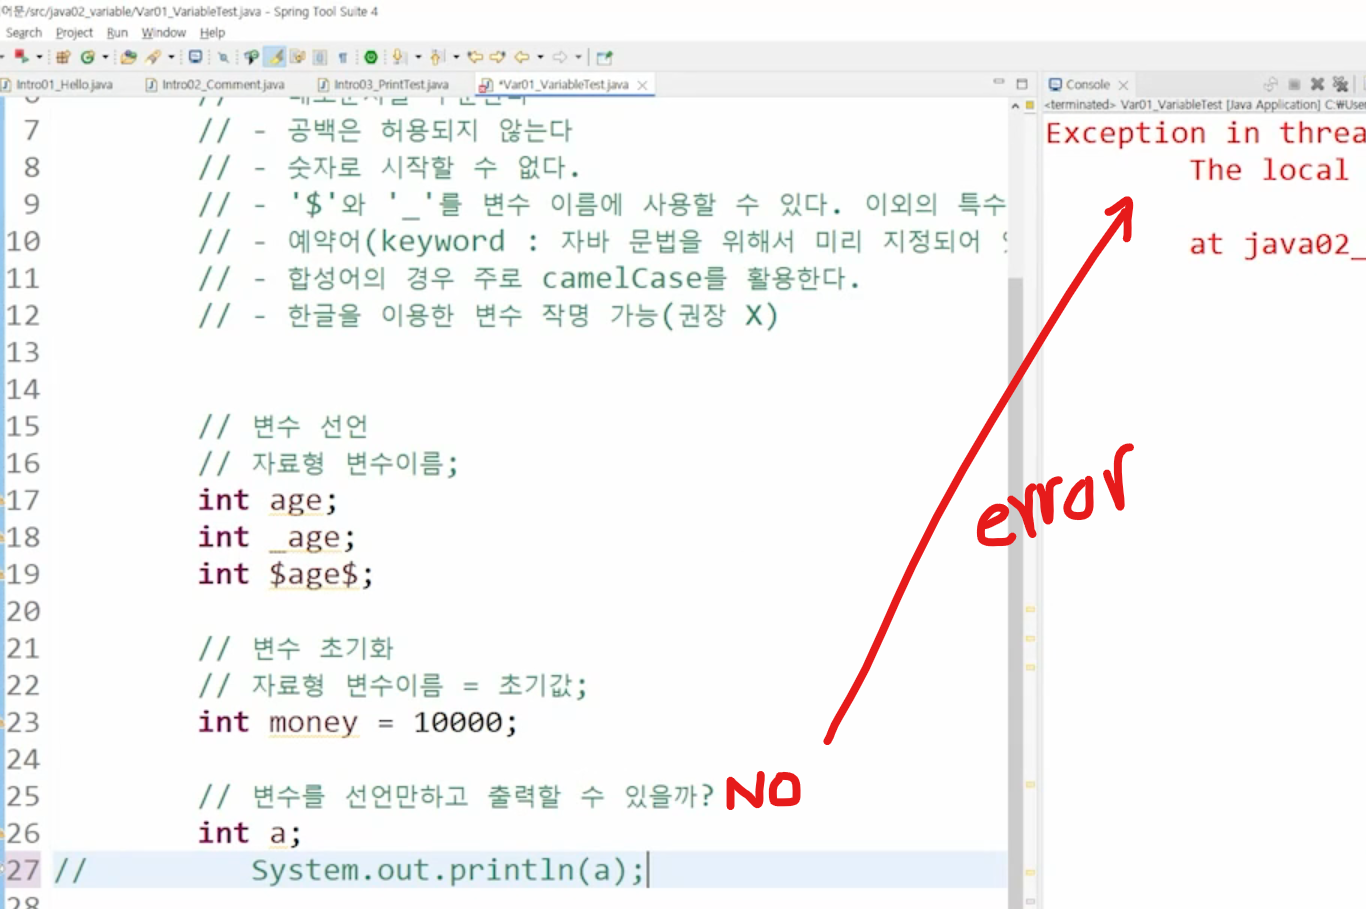 어문/src/java02_variable/Var01_VariableTest.java - Spring Tool Suite 4
Search Project Run Window Help
Intro01_Hello.java Intro02_Comment.java Intro03_PrintTest.java *Var01_VariableTest.java Console
<terminated> Var01_VariableTest [Java Application] C:₩User
Exception in threa
The local
at java02_
7 // - 공백은 허용되지 않는다
8 // - 숫자로 시작할 수 없다.
9 // - '$'와 '_'를 변수 이름에 사용할 수 있다. 이외의 특수
10 // - 예약어(keyword : 자바 문법을 위해서 미리 지정되어
11 // - 합성어의 경우 주로 camelCase를 활용한다.
12 // - 한글을 이용한 변수 작명 가능(권장 X)
13
14
15 // 변수 선언
16 // 자료형 변수이름;
17 int age;
18 int _age;
19 int $age$;
error
20
21 // 변수 초기화
22 // 자료형 변수이름 = 초기값;
23 int money = 10000;
24
25 // 변수를 선언만하고 출력할 수 있을까? NO
26 int a;
27 // System.out.println(a);
28